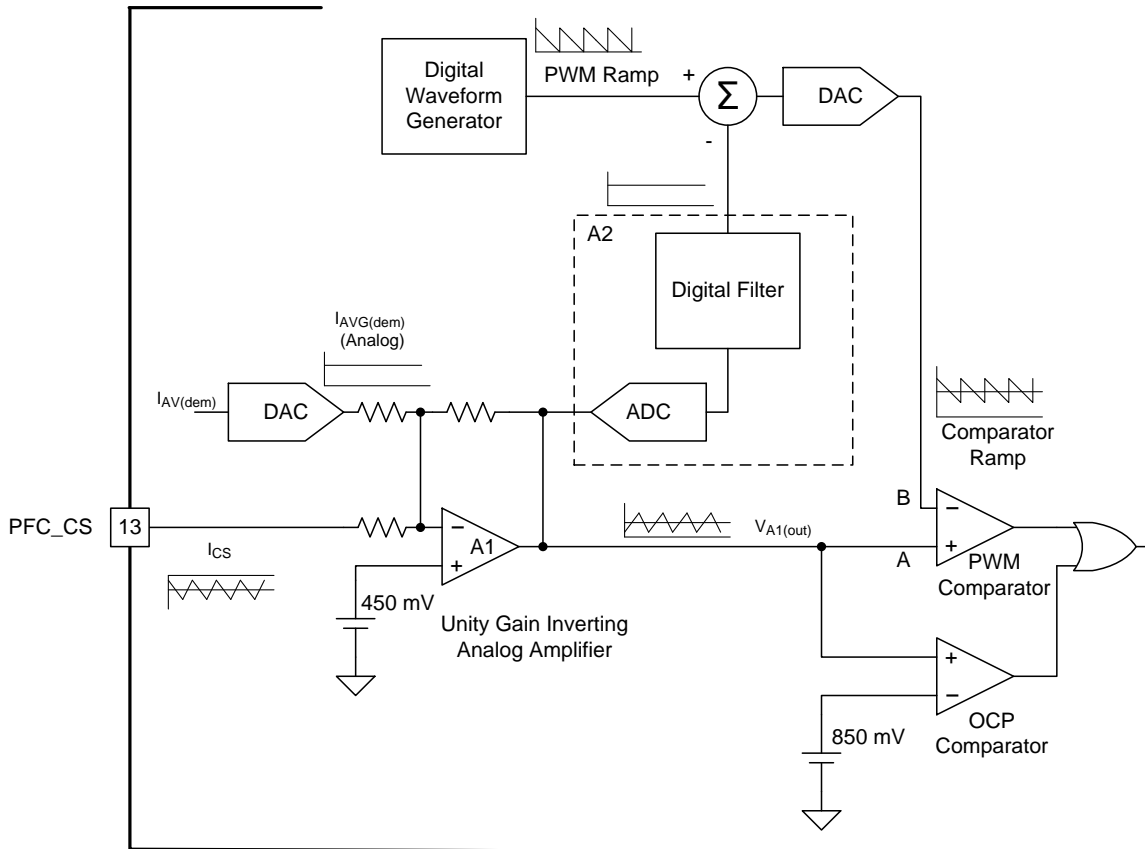 Digital
Waveform
Generator
PWM Ramp
+
Σ
-
DAC
A2
Digital Filter
ADC
I_AVG(dem)
(Analog)
I_AV(dem)
DAC
PFC_CS
13
I_CS
−
A1
+
450 mV
Unity Gain Inverting
Analog Amplifier
V_A1(out)
Comparator
Ramp
B
−
A
+
PWM
Comparator
+
−
OCP
Comparator
850 mV